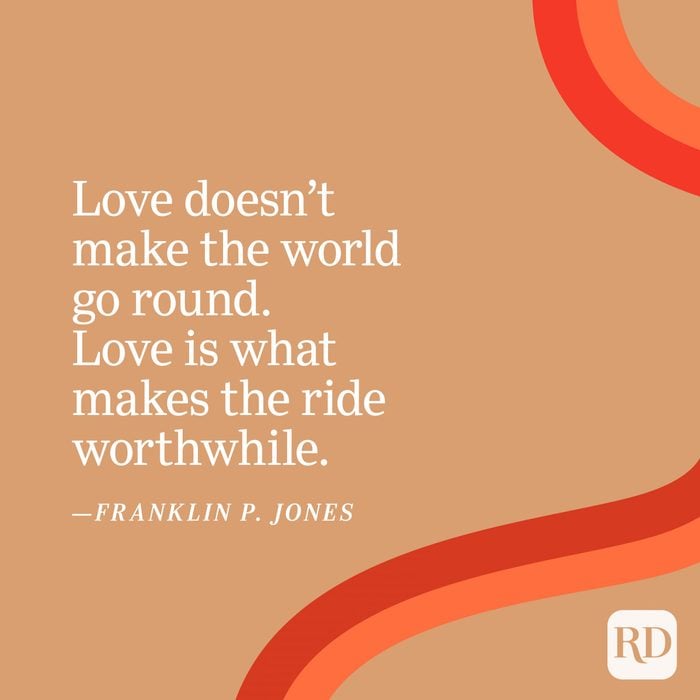 Love doesn’t
make the world
go round.
Love is what
makes the ride
worthwhile.
—FRANKLIN P. JONES
RD